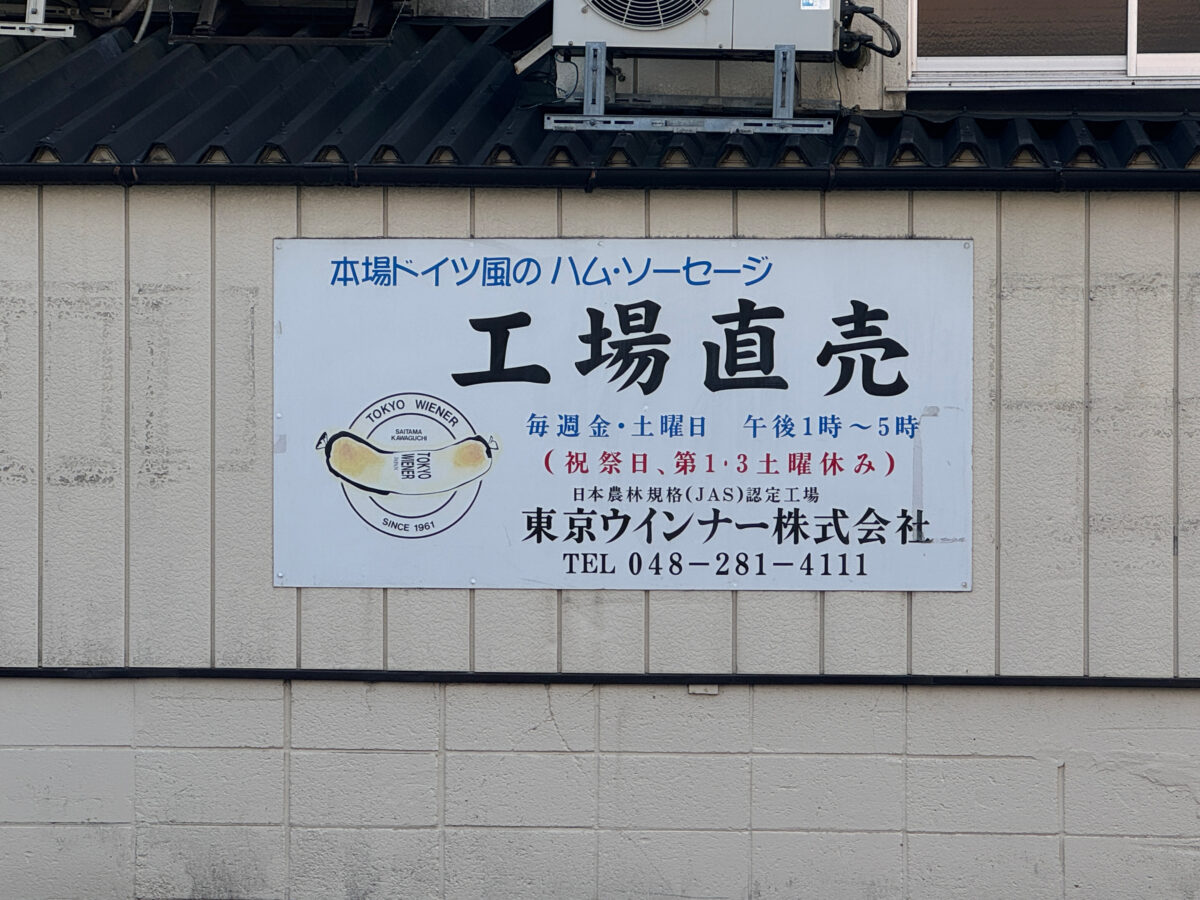 本場ドイツ風の ハム・ソーセージ
工場直売
毎週金・土曜日 午後1時～5時
(祝祭日、第1・3土曜休み)
日本農林規格(JAS)認定工場
東京ウインナー株式会社
TEL 048-281-4111
TOKYO WIENER
SAITAMA
KAWAGUCHI
TOKYO
WIENER
SINCE 1961